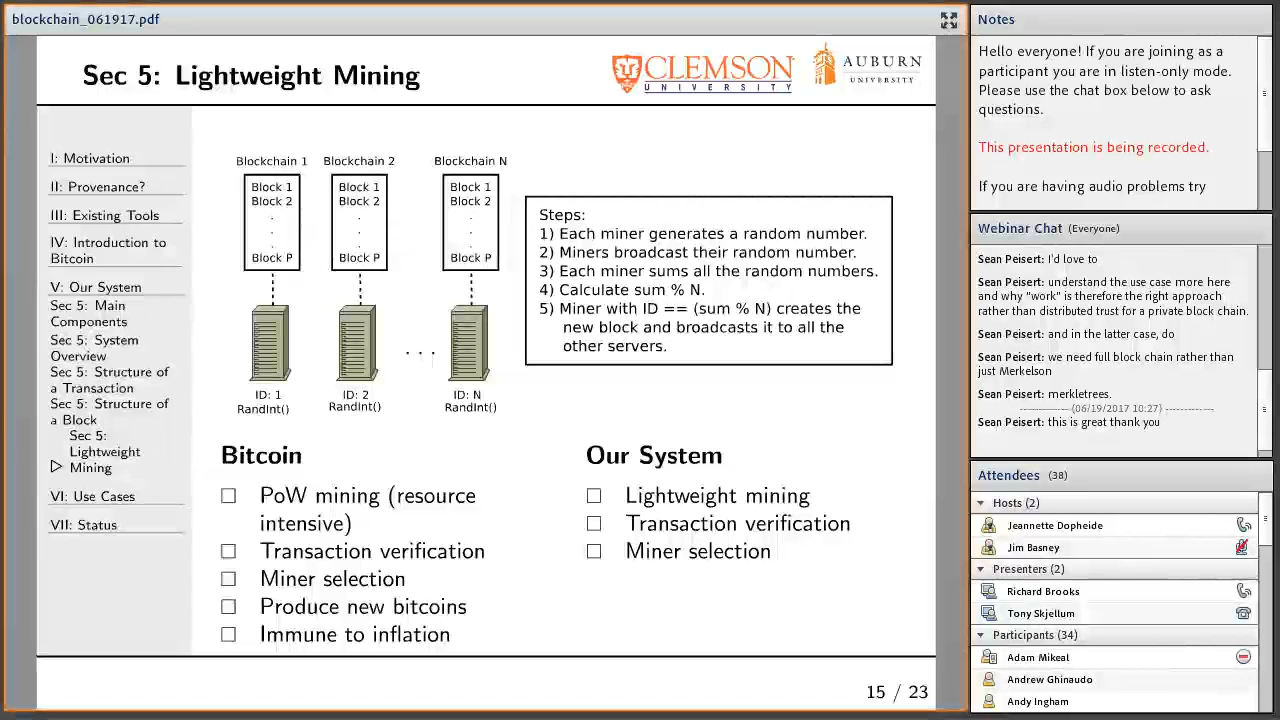 blockchain_061917.pdf
Sec 5: Lightweight Mining
CLEMSON
UNIVERSITY
AUBURN
UNIVERSITY
I: Motivation
II: Provenance?
III: Existing Tools
IV: Introduction to
Bitcoin
V: Our System
Sec 5: Main
Components
Sec 5: System
Overview
Sec 5: Structure of
a Transaction
Sec 5: Structure of
a Block
Sec 5:
Lightweight
Mining
VI: Use Cases
VII: Status
Blockchain 1 Blockchain 2 Blockchain N
Block 1 Block 1 Block 1
Block 2 Block 2 Block 2
. . .
. . .
. . .
Block P Block P Block P
. . .
ID: 1 ID: 2 ID: N
RandInt() RandInt() RandInt()
Steps:
1) Each miner generates a random number.
2) Miners broadcast their random number.
3) Each miner sums all the random numbers.
4) Calculate sum % N.
5) Miner with ID == (sum % N) creates the
new block and broadcasts it to all the
other servers.
Bitcoin
PoW mining (resource
intensive)
Transaction verification
Miner selection
Produce new bitcoins
Immune to inflation
Our System
Lightweight mining
Transaction verification
Miner selection
15 / 23
Notes
Hello everyone! If you are joining as a
participant you are in listen-only mode.
Please use the chat box below to ask
questions.
This presentation is being recorded.
If you are having audio problems try
Webinar Chat (Everyone)
Sean Peisert: I'd love to
Sean Peisert: understand the use case more here
and why "work" is therefore the right approach
rather than distributed trust for a private block chain.
Sean Peisert: and in the latter case do
Sean Peisert: we need full block chain rather than
just Merkelson
Sean Peisert: merkletrees.
--------------(06/19/2017 10:27) --------------
Sean Peisert: this is great thank you
Attendees (38)
Hosts (2)
Jeannette Dopheide
Jim Basney
Presenters (2)
Richard Brooks
Tony Skjellum
Participants (34)
Adam Mikeal
Andrew Ghinaudo
Andy Ingham